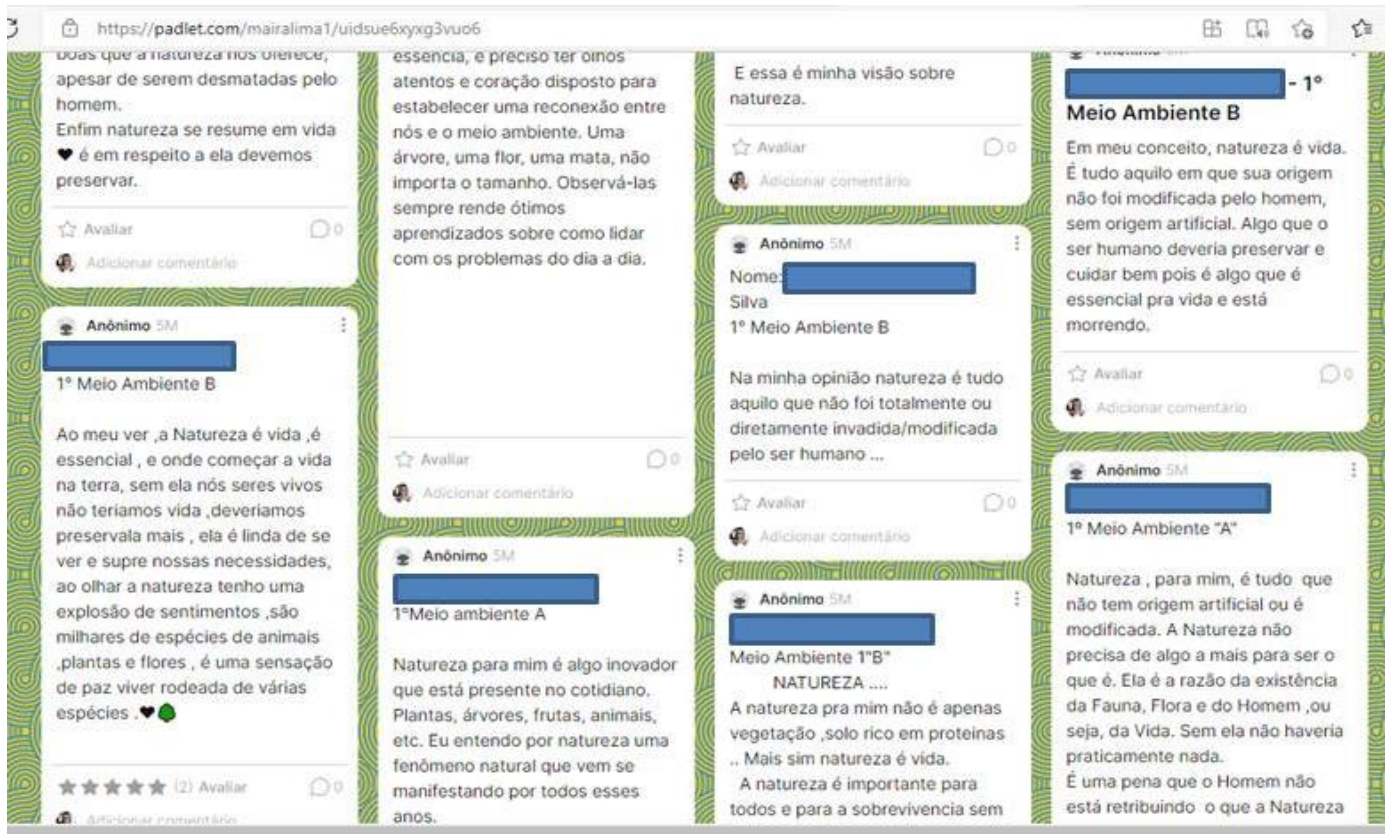 https://padlet.com/mairalima1/uidsue6xyxg3vuo6
boas que a natureza nos oferece,
apesar de serem desmatadas pelo
homem.
Enfim natureza se resume em vida
♥ é em respeito a ela devemos
preservar.
Avaliar 0
Adicionar comentário
Anônimo 5M
1º Meio Ambiente B
Ao meu ver ,a Natureza é vida ,é
essencial , e onde começar a vida
na terra, sem ela nós seres vivos
não teriamos vida ,deveriamos
preservala mais , ela é linda de se
ver e supre nossas necessidades,
ao olhar a natureza tenho uma
explosão de sentimentos ,são
milhares de espécies de animais
,plantas e flores , é uma sensação
de paz viver rodeada de várias
espécies .♥🌳
(2) Avaliar 0
Adicionar comentário
essência, é preciso ter olhos
atentos e coração disposto para
estabelecer uma reconexão entre
nós e o meio ambiente. Uma
árvore, uma flor, uma mata, não
importa o tamanho. Observá-las
sempre rende ótimos
aprendizados sobre como lidar
com os problemas do dia a dia.
Avaliar 0
Adicionar comentário
Anônimo 5M
1ºMeio ambiente A
Natureza para mim é algo inovador
que está presente no cotidiano.
Plantas, árvores, frutas, animais,
etc. Eu entendo por natureza uma
fenômeno natural que vem se
manifestando por todos esses
anos.
E essa é minha visão sobre
natureza.
Avaliar 0
Adicionar comentário
Anônimo 5M
Nome:
Silva
1º Meio Ambiente B
Na minha opinião natureza é tudo
aquilo que não foi totalmente ou
diretamente invadida/modificada
pelo ser humano ...
Avaliar 0
Adicionar comentário
Anônimo 5M
Meio Ambiente 1"B"
NATUREZA ....
A natureza pra mim não é apenas
vegetação ,solo rico em proteinas
.. Mais sim natureza é vida.
A natureza é importante para
todos e para a sobrevivencia sem
- 1º
Meio Ambiente B
Em meu conceito, natureza é vida.
É tudo aquilo em que sua origem
não foi modificada pelo homem,
sem origem artificial. Algo que o
ser humano deveria preservar e
cuidar bem pois é algo que é
essencial pra vida e está
morrendo.
Avaliar 0
Adicionar comentário
Anônimo 5M
1º Meio Ambiente "A"
Natureza , para mim, é tudo que
não tem origem artificial ou é
modificada. A Natureza não
precisa de algo a mais para ser o
que é. Ela é a razão da existência
da Fauna, Flora e do Homem ,ou
seja, da Vida. Sem ela não haveria
praticamente nada.
É uma pena que o Homem não
está retribuindo o que a Natureza